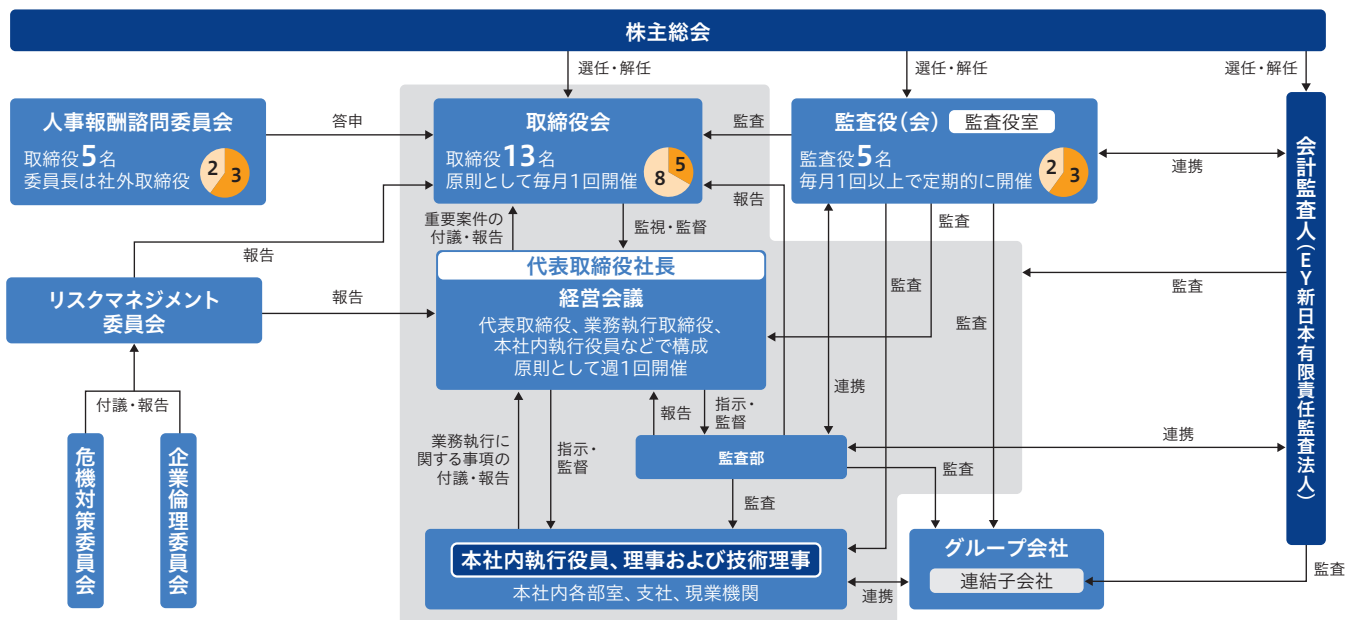 株主総会
選任・解任
選任・解任
選任・解任
人事報酬諮問委員会
取締役5名
委員長は社外取締役
2
3
答申
取締役会
取締役13名
原則として毎月1回開催
5
8
監査
監査役(会)
監査役室
監査役5名
毎月1回以上で定期的に開催
2
3
連携
会計監査人(EY新日本有限責任監査法人)
報告
重要案件の
付議・報告
監視・監督
報告
監査
リスクマネジメント
委員会
報告
代表取締役社長
経営会議
代表取締役、業務執行取締役、
本社内執行役員などで構成
原則として週1回開催
監査
監査
監査
付議・報告
危機対策委員会
企業倫理委員会
業務執行に
関する事項の
付議・報告
指示・
監督
報告
指示・
監督
連携
監査部
連携
監査
監査
本社内執行役員、理事および技術理事
本社内各部室、支社、現業機関
連携
グループ会社
連結子会社
監査